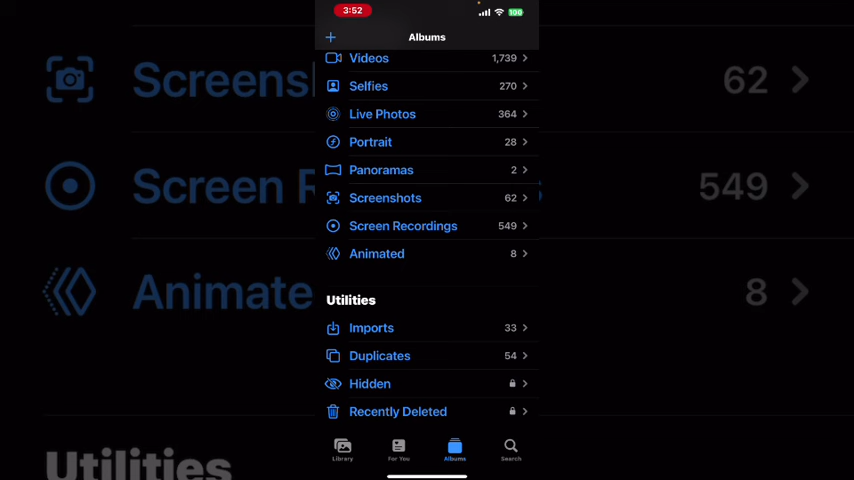 3:52
100
Albums
Videos 1,739
Selfies 270
Live Photos 364
Portrait 28
Panoramas 2
Screenshots 62
Screen Recordings 549
Animated 8
Utilities
Imports 33
Duplicates 54
Hidden
Recently Deleted
Library For You Albums Search
Screens 62
Screen R 549
Animate 8
Utilities